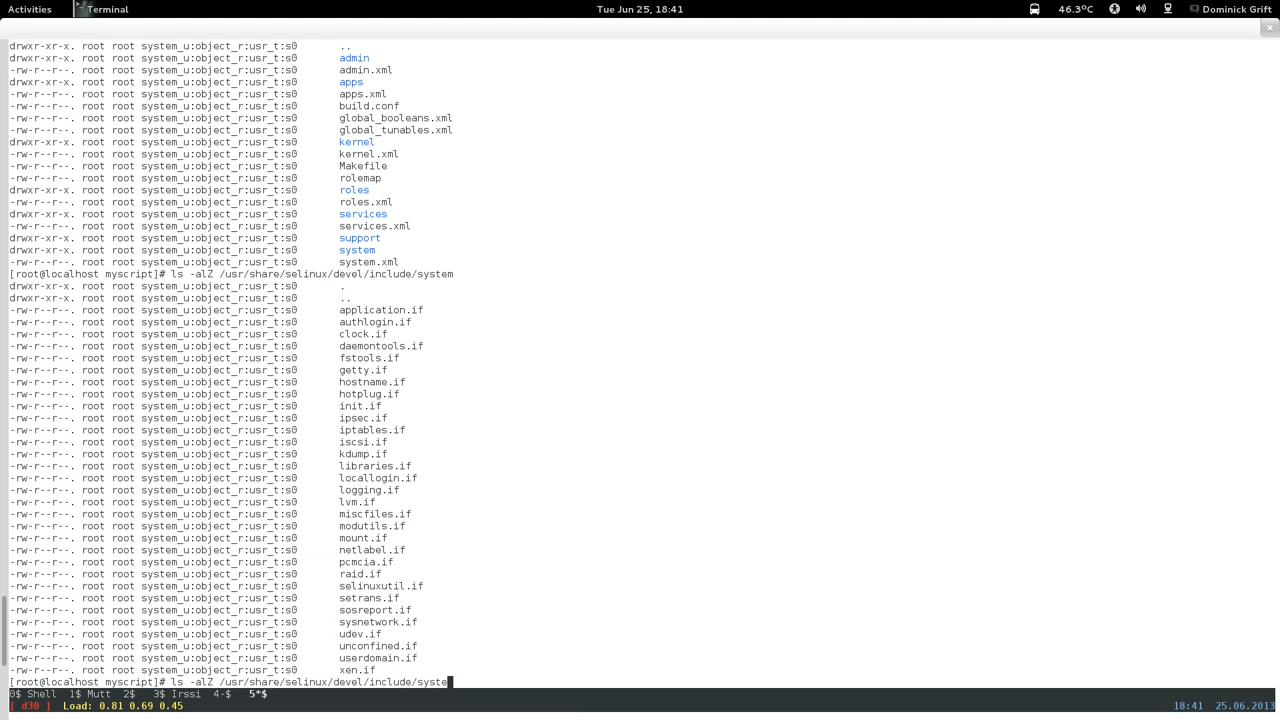 Activities Terminal Tue Jun 25, 18:41 46.3°C Dominick Grift
drwxr-xr-x. root root system_u:object_r:usr_t:s0 ..
drwxr-xr-x. root root system_u:object_r:usr_t:s0 admin
-rw-r--r--. root root system_u:object_r:usr_t:s0 admin.xml
drwxr-xr-x. root root system_u:object_r:usr_t:s0 apps
-rw-r--r--. root root system_u:object_r:usr_t:s0 apps.xml
-rw-r--r--. root root system_u:object_r:usr_t:s0 build.conf
-rw-r--r--. root root system_u:object_r:usr_t:s0 global_booleans.xml
-rw-r--r--. root root system_u:object_r:usr_t:s0 global_tunables.xml
drwxr-xr-x. root root system_u:object_r:usr_t:s0 kernel
-rw-r--r--. root root system_u:object_r:usr_t:s0 kernel.xml
-rw-r--r--. root root system_u:object_r:usr_t:s0 Makefile
-rw-r--r--. root root system_u:object_r:usr_t:s0 rolemap
drwxr-xr-x. root root system_u:object_r:usr_t:s0 roles
-rw-r--r--. root root system_u:object_r:usr_t:s0 roles.xml
drwxr-xr-x. root root system_u:object_r:usr_t:s0 services
-rw-r--r--. root root system_u:object_r:usr_t:s0 services.xml
drwxr-xr-x. root root system_u:object_r:usr_t:s0 support
drwxr-xr-x. root root system_u:object_r:usr_t:s0 system
-rw-r--r--. root root system_u:object_r:usr_t:s0 system.xml
[root@localhost myscript]# ls -alZ /usr/share/selinux/devel/include/system
drwxr-xr-x. root root system_u:object_r:usr_t:s0 .
drwxr-xr-x. root root system_u:object_r:usr_t:s0 ..
-rw-r--r--. root root system_u:object_r:usr_t:s0 application.if
-rw-r--r--. root root system_u:object_r:usr_t:s0 authlogin.if
-rw-r--r--. root root system_u:object_r:usr_t:s0 clock.if
-rw-r--r--. root root system_u:object_r:usr_t:s0 daemontools.if
-rw-r--r--. root root system_u:object_r:usr_t:s0 fstools.if
-rw-r--r--. root root system_u:object_r:usr_t:s0 getty.if
-rw-r--r--. root root system_u:object_r:usr_t:s0 hostname.if
-rw-r--r--. root root system_u:object_r:usr_t:s0 hotplug.if
-rw-r--r--. root root system_u:object_r:usr_t:s0 init.if
-rw-r--r--. root root system_u:object_r:usr_t:s0 ipsec.if
-rw-r--r--. root root system_u:object_r:usr_t:s0 iptables.if
-rw-r--r--. root root system_u:object_r:usr_t:s0 iscsi.if
-rw-r--r--. root root system_u:object_r:usr_t:s0 kdump.if
-rw-r--r--. root root system_u:object_r:usr_t:s0 libraries.if
-rw-r--r--. root root system_u:object_r:usr_t:s0 locallogin.if
-rw-r--r--. root root system_u:object_r:usr_t:s0 logging.if
-rw-r--r--. root root system_u:object_r:usr_t:s0 lvm.if
-rw-r--r--. root root system_u:object_r:usr_t:s0 miscfiles.if
-rw-r--r--. root root system_u:object_r:usr_t:s0 modutils.if
-rw-r--r--. root root system_u:object_r:usr_t:s0 mount.if
-rw-r--r--. root root system_u:object_r:usr_t:s0 netlabel.if
-rw-r--r--. root root system_u:object_r:usr_t:s0 pcmcia.if
-rw-r--r--. root root system_u:object_r:usr_t:s0 raid.if
-rw-r--r--. root root system_u:object_r:usr_t:s0 selinuxutil.if
-rw-r--r--. root root system_u:object_r:usr_t:s0 setrans.if
-rw-r--r--. root root system_u:object_r:usr_t:s0 sosreport.if
-rw-r--r--. root root system_u:object_r:usr_t:s0 sysnetwork.if
-rw-r--r--. root root system_u:object_r:usr_t:s0 udev.if
-rw-r--r--. root root system_u:object_r:usr_t:s0 unconfined.if
-rw-r--r--. root root system_u:object_r:usr_t:s0 userdomain.if
-rw-r--r--. root root system_u:object_r:usr_t:s0 xen.if
[root@localhost myscript]# ls -alZ /usr/share/selinux/devel/include/syste
0$ Shell 1$ Mutt 2$ 3$ Irssi 4-$ 5*$
[ d30 ] Load: 0.81 0.69 0.45 18:41 25.06.2013